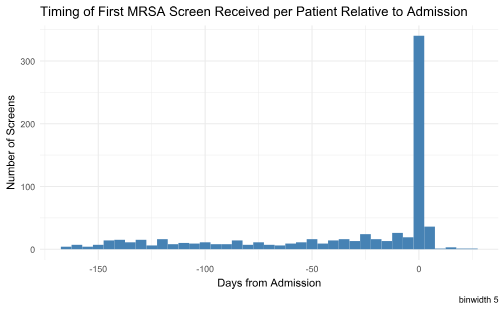 Timing of First MRSA Screen Received per Patient Relative to Admission
Number of Screens
300
200
100
0
-150 -100 -50 0
Days from Admission
binwidth 5